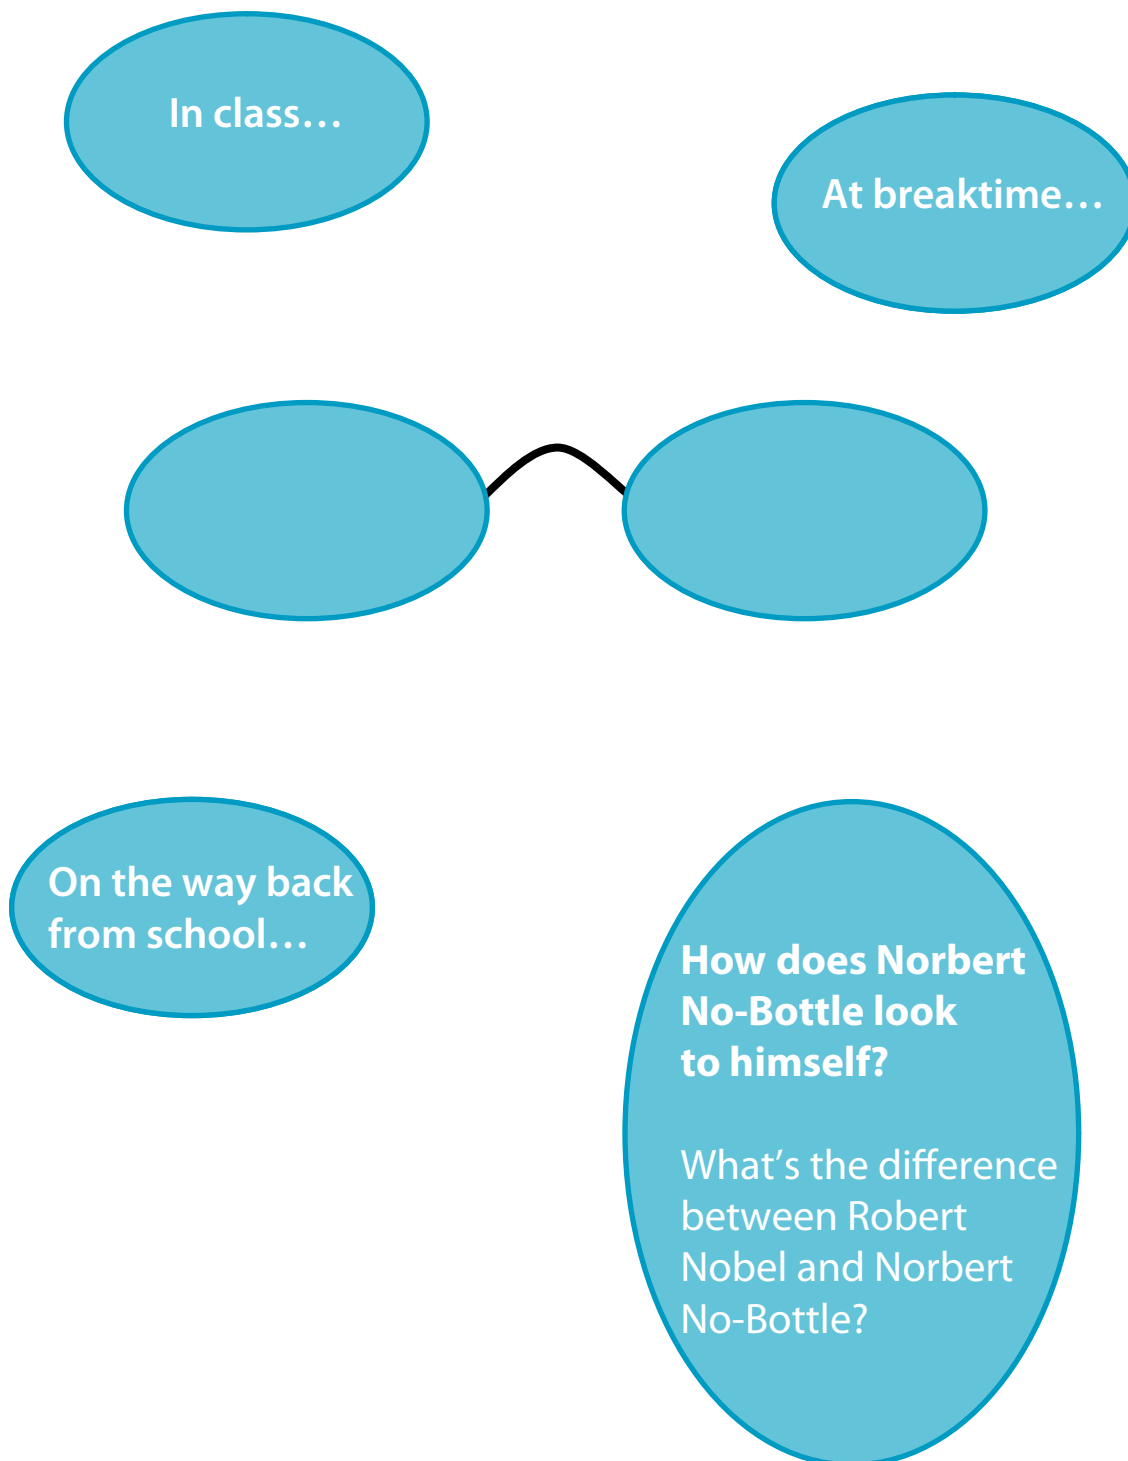 In class…
At breaktime…
On the way back
from school…
How does Norbert
No-Bottle look
to himself?
What’s the difference
between Robert
Nobel and Norbert
No-Bottle?